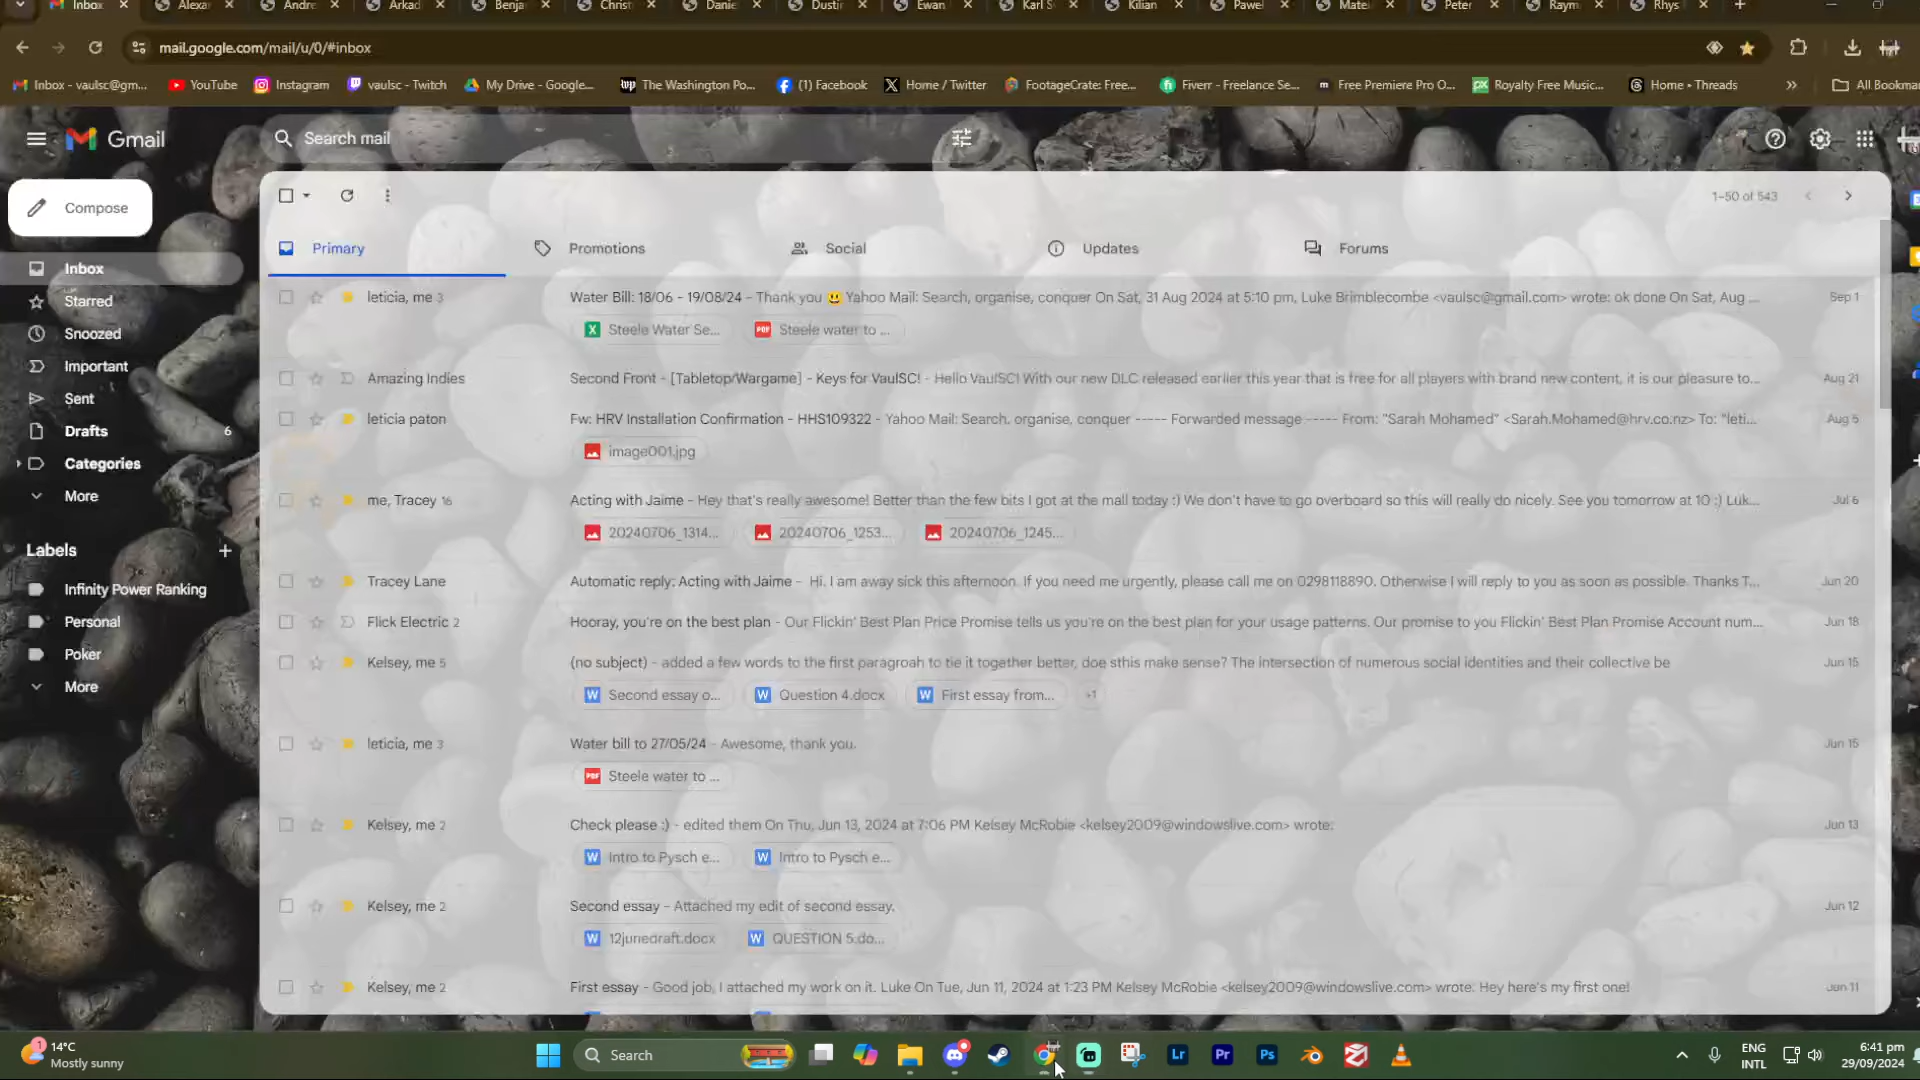 Inbox
Alexa
Andre
Arkad
Benja
Christ
Danie
Dustin
Ewan
Karl S
Kilian
Pawel
Matei
Peter
Raym
Rhys
mail.google.com/mail/u/0/#inbox
Inbox - vaulsc@gm...
YouTube
Instagram
vaulsc - Twitch
My Drive - Google...
The Washington Po...
(1) Facebook
Home / Twitter
FootageCrate: Free...
Fiverr - Freelance Se...
Free Premiere Pro O...
Royalty Free Music...
Home • Threads
All Bookma
Gmail
Search mail
Compose
1–50 of 543
Primary
Promotions
Social
Updates
Forums
Inbox
Starred
Snoozed
Important
Sent
Drafts 6
Categories
More
Labels
Infinity Power Ranking
Personal
Poker
More
leticia, me 3 Water Bill: 18/06 - 19/08/24 - Thank you 😃 Yahoo Mail: Search, organise, conquer On Sat, 31 Aug 2024 at 5:10 pm, Luke Brimblecombe <vaulsc@gmail.com> wrote: ok done On Sat, Aug ... Sep 1
Steele Water Se... PDF Steele water to ...
Amazing Indies Second Front - [Tabletop/Wargame] - Keys for VaulSC! - Hello VaulSC! With our new DLC released earlier this year that is free for all players with brand new content, it is our pleasure to... Aug 21
leticia paton Fw: HRV Installation Confirmation - HHS109322 - Yahoo Mail: Search, organise, conquer ----- Forwarded message ----- From: "Sarah Mohamed" <Sarah.Mohamed@hrv.co.nz> To: "leti... Aug 5
image001.jpg
me, Tracey 16 Acting with Jaime - Hey that's really awesome! Better than the few bits I got at the mall today :) We don't have to go overboard so this will really do nicely. See you tomorrow at 10 :) Luk... Jul 6
20240706_1314... 20240706_1253... 20240706_1245...
Tracey Lane Automatic reply: Acting with Jaime - Hi. I am away sick this afternoon. If you need me urgently, please call me on 0298118890. Otherwise I will reply to you as soon as possible. Thanks T... Jun 20
Flick Electric 2 Hooray, you're on the best plan - Our Flickin' Best Plan Price Promise tells us you're on the best plan for your usage patterns. Our promise to you Flickin' Best Plan Promise Account num... Jun 18
Kelsey, me 5 (no subject) - added a few words to the first paragroah to tie it together better, doe sthis make sense? The intersection of numerous social identities and their collective be Jun 15
W Second essay o... W Question 4.docx W First essay from... +1
leticia, me 3 Water bill to 27/05/24 - Awesome, thank you. Jun 15
PDF Steele water to ...
Kelsey, me 2 Check please :) - edited them On Thu, Jun 13, 2024 at 7:06 PM Kelsey McRobie <kelsey2009@windowslive.com> wrote: Jun 13
W Intro to Pysch e... W Intro to Pysch e...
Kelsey, me 2 Second essay - Attached my edit of second essay. Jun 12
W 12junedraft.docx W QUESTION 5.do...
Kelsey, me 2 First essay - Good job, I attached my work on it. Luke On Tue, Jun 11, 2024 at 1:23 PM Kelsey McRobie <kelsey2009@windowslive.com> wrote: Hey here's my first one! Jun 11
1
14°C
Mostly sunny
Search
Lr
Pr
Ps
ENG
INTL
6:41 pm
29/09/2024